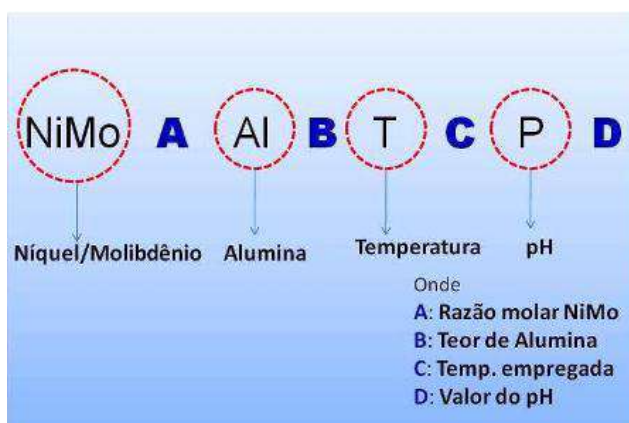 NiMo A Al B T C P D
Níquel/Molibdênio Alumina Temperatura pH
Onde
A: Razão molar NiMo
B: Teor de Alumina
C: Temp. empregada
D: Valor do pH